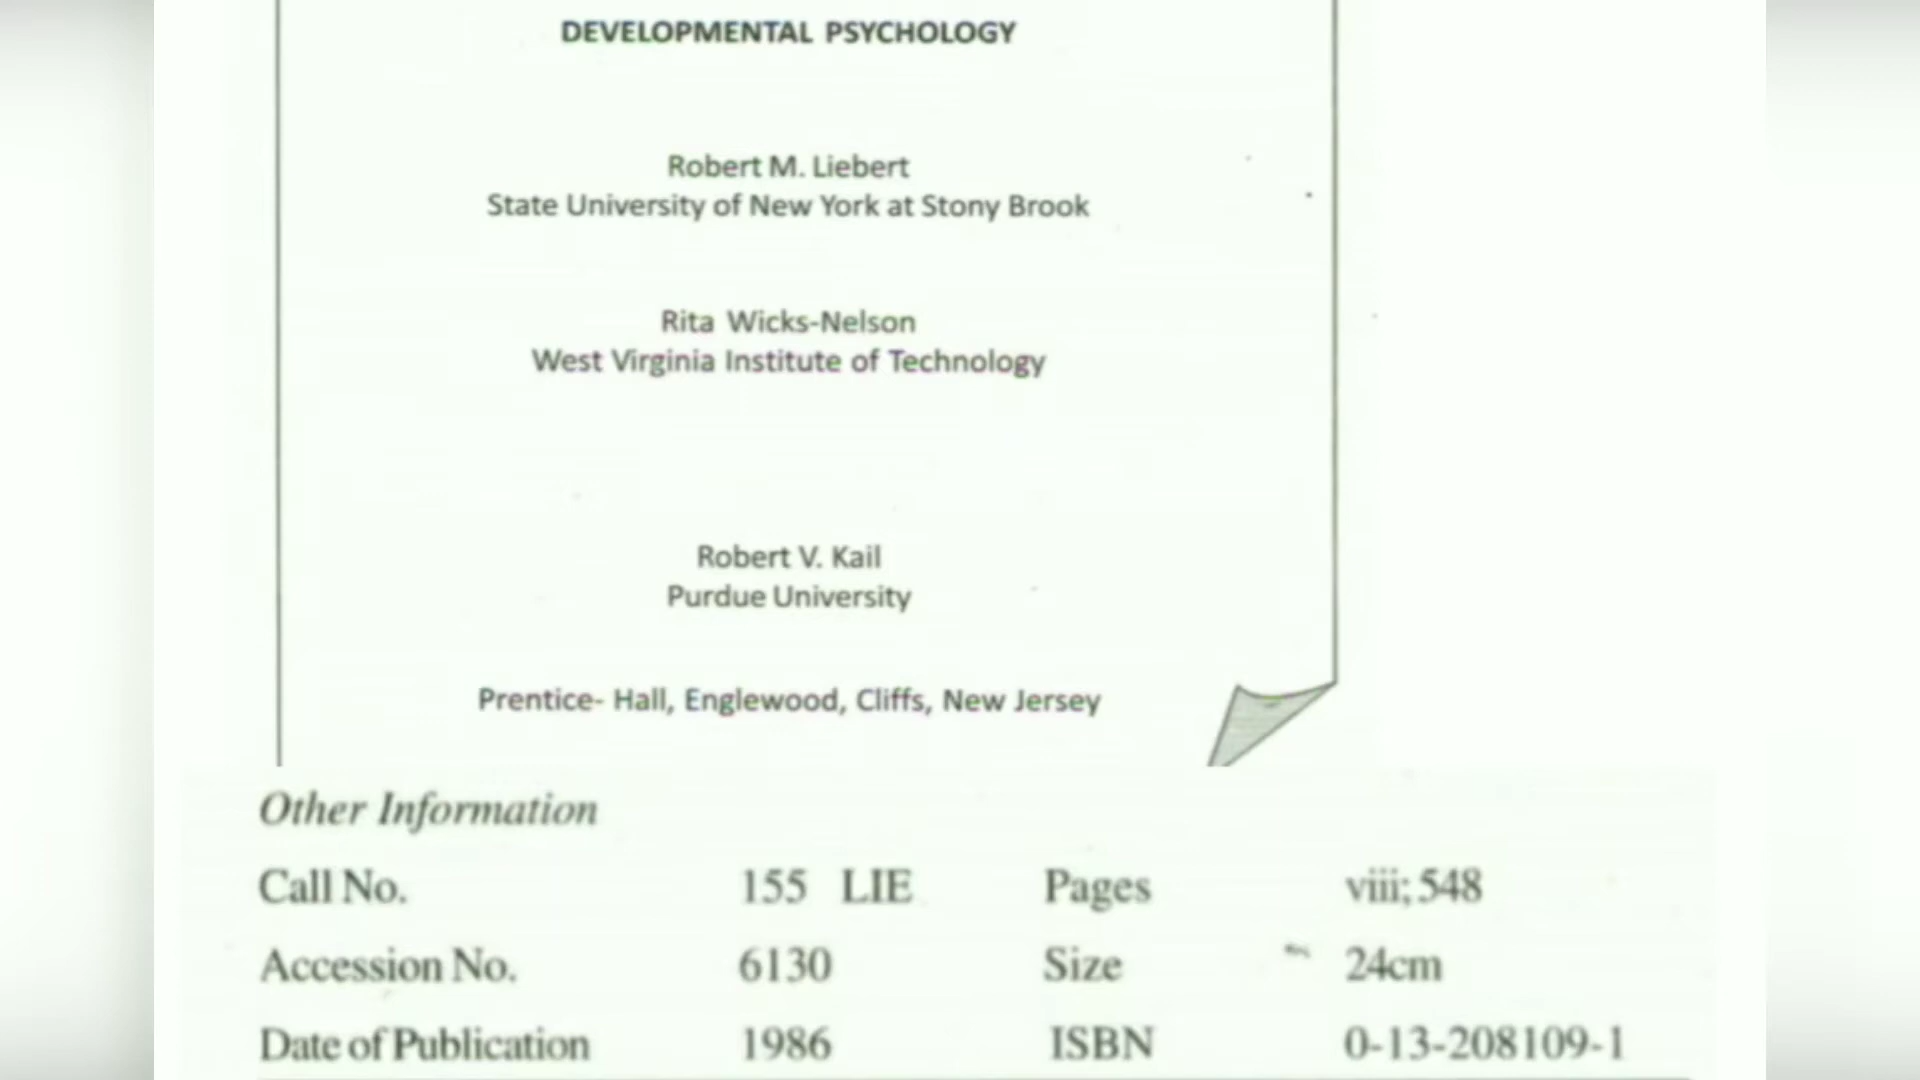 DEVELOPMENTAL PSYCHOLOGY
Robert M. Liebert
State University of New York at Stony Brook
Rita Wicks-Nelson
West Virginia Institute of Technology
Robert V. Kail
Purdue University
Prentice- Hall, Englewood, Cliffs, New Jersey
Other Information
Call No. 155 LIE Pages viii; 548
Accession No. 6130 Size 24cm
Date of Publication 1986 ISBN 0-13-208109-1